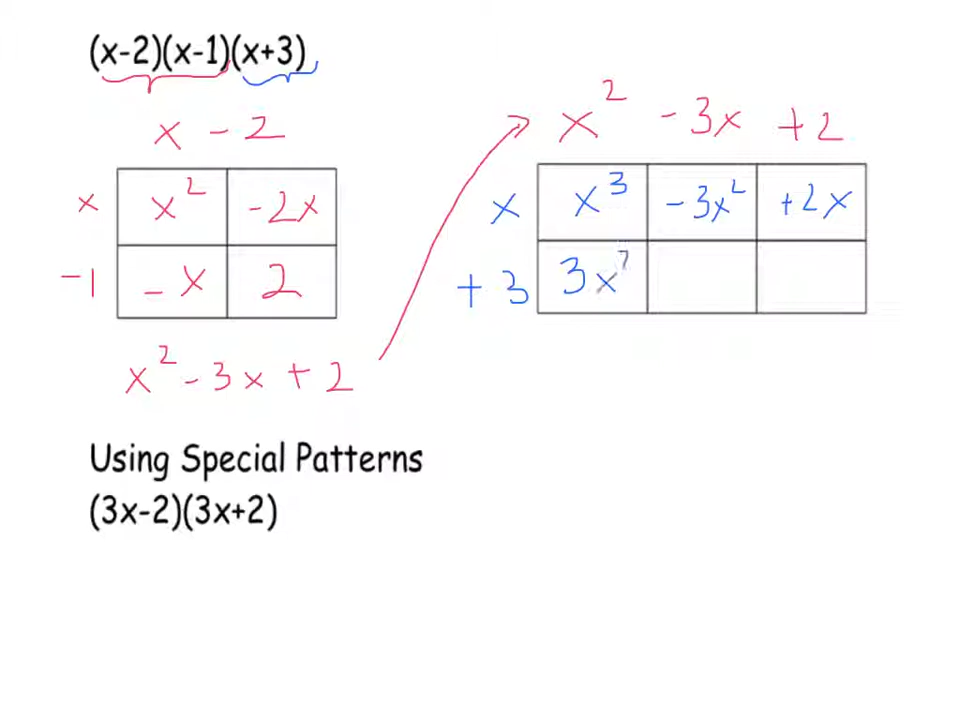 (x-2)(x-1)(x+3)
x - 2
x x² -2x
-1 -x 2
x² - 3x + 2
x² - 3x + 2
x x³ -3x² +2x
+ 3 3x²
Using Special Patterns
(3x-2)(3x+2)